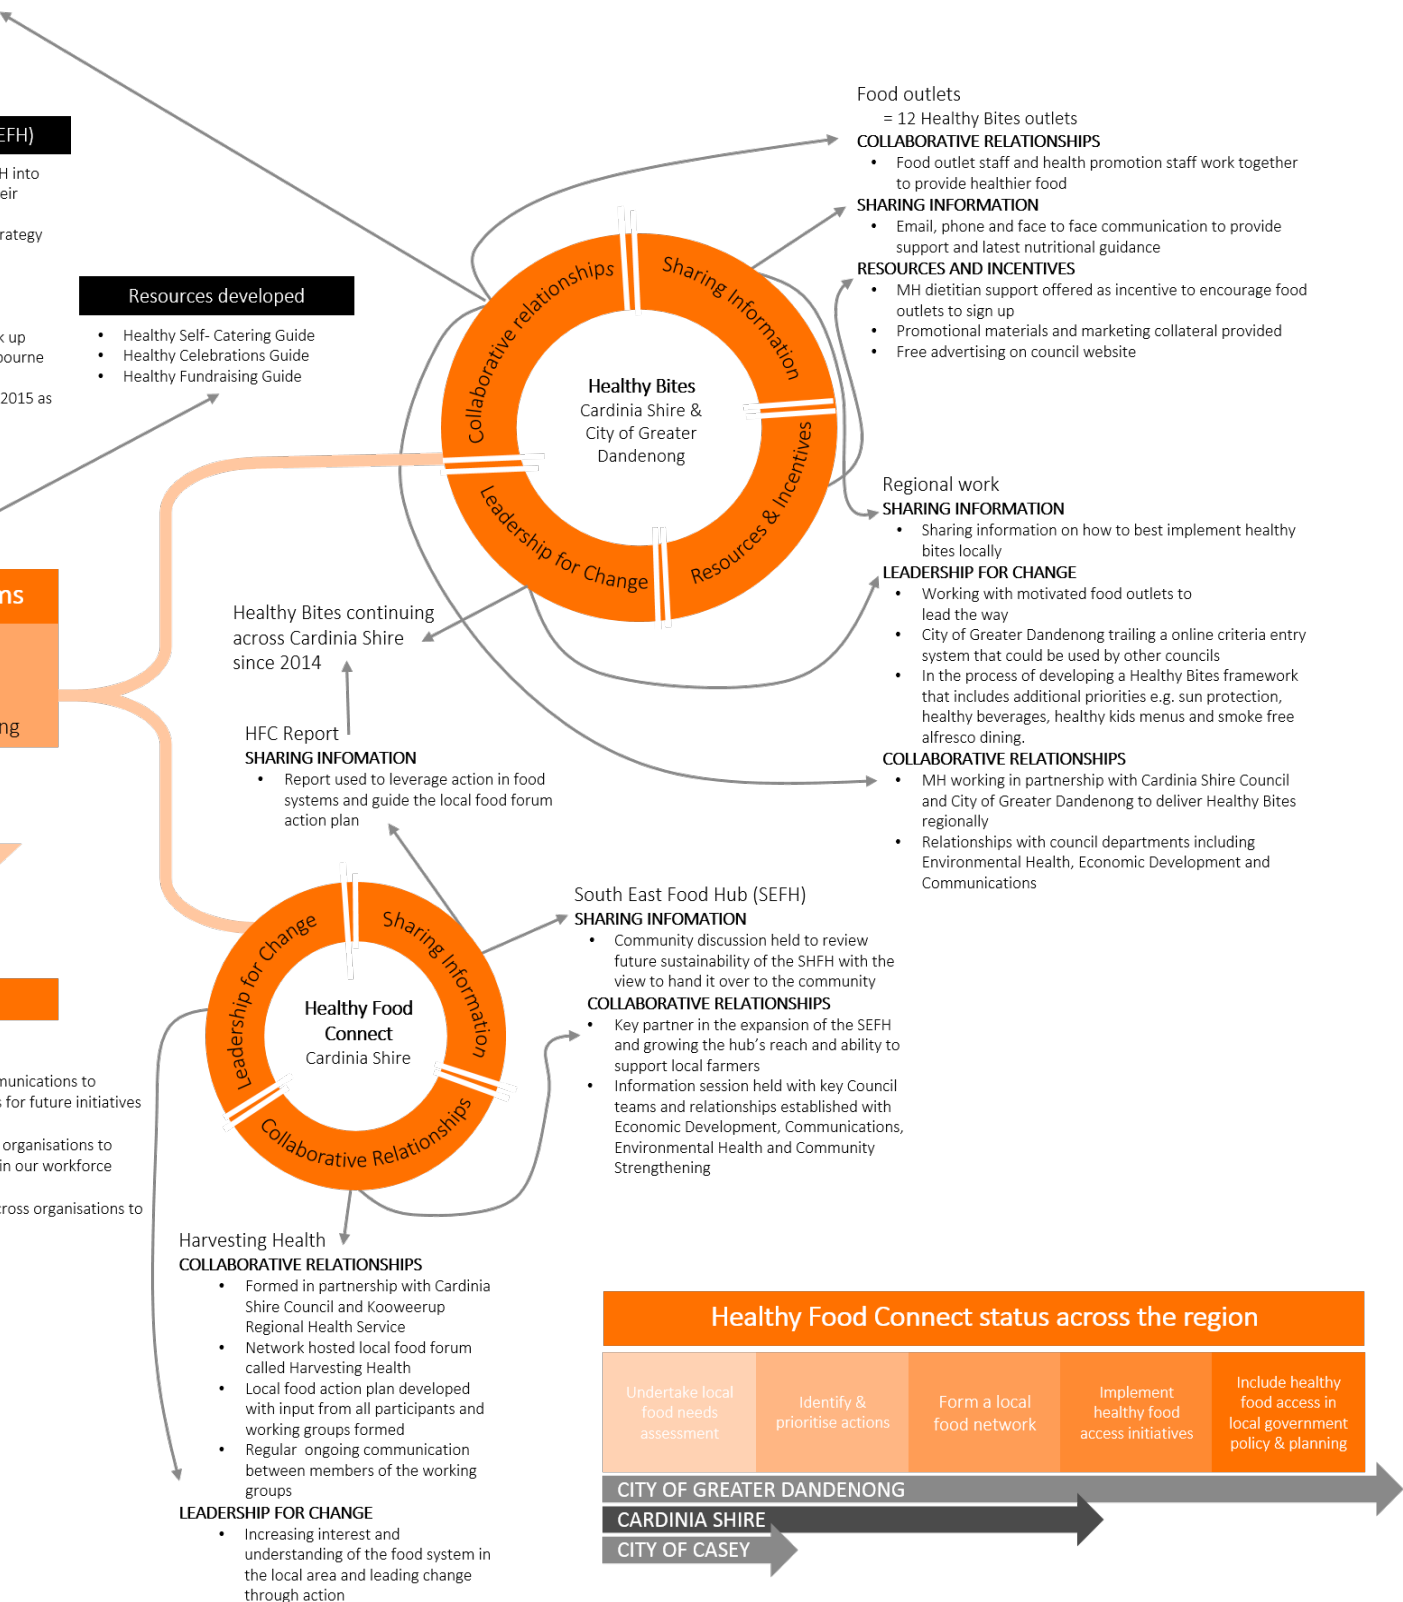 EFH)
H into
eir
rategy
k up
bourne
2015 as
Resources developed
• Healthy Self- Catering Guide
• Healthy Celebrations Guide
• Healthy Fundraising Guide
ms
ng
munications to
s for future initiatives
organisations to
in our workforce
cross organisations to
Collaborative relationships
Sharing Information
Resources & Incentives
Leadership for Change
Healthy Bites
Cardinia Shire &
City of Greater
Dandenong
Food outlets
= 12 Healthy Bites outlets
COLLABORATIVE RELATIONSHIPS
• Food outlet staff and health promotion staff work together
to provide healthier food
SHARING INFORMATION
• Email, phone and face to face communication to provide
support and latest nutritional guidance
RESOURCES AND INCENTIVES
• MH dietitian support offered as incentive to encourage food
outlets to sign up
• Promotional materials and marketing collateral provided
• Free advertising on council website
Regional work
SHARING INFORMATION
• Sharing information on how to best implement healthy
bites locally
LEADERSHIP FOR CHANGE
• Working with motivated food outlets to
lead the way
• City of Greater Dandenong trailing a online criteria entry
system that could be used by other councils
• In the process of developing a Healthy Bites framework
that includes additional priorities e.g. sun protection,
healthy beverages, healthy kids menus and smoke free
alfresco dining.
COLLABORATIVE RELATIONSHIPS
• MH working in partnership with Cardinia Shire Council
and City of Greater Dandenong to deliver Healthy Bites
regionally
• Relationships with council departments including
Environmental Health, Economic Development and
Communications
Healthy Bites continuing
across Cardinia Shire
since 2014
HFC Report
SHARING INFOMATION
• Report used to leverage action in food
systems and guide the local food forum
action plan
Leadership for Change
Sharing Information
Collaborative Relationships
Healthy Food
Connect
Cardinia Shire
South East Food Hub (SEFH)
SHARING INFOMATION
• Community discussion held to review
future sustainability of the SHFH with the
view to hand it over to the community
COLLABORATIVE RELATIONSHIPS
• Key partner in the expansion of the SEFH
and growing the hub's reach and ability to
support local farmers
• Information session held with key Council
teams and relationships established with
Economic Development, Communications,
Environmental Health and Community
Strengthening
Harvesting Health
COLLABORATIVE RELATIONSHIPS
• Formed in partnership with Cardinia
Shire Council and Kooweerup
Regional Health Service
• Network hosted local food forum
called Harvesting Health
• Local food action plan developed
with input from all participants and
working groups formed
• Regular ongoing communication
between members of the working
groups
LEADERSHIP FOR CHANGE
• Increasing interest and
understanding of the food system in
the local area and leading change
through action
Healthy Food Connect status across the region
Undertake local
food needs
assessment
Identify &
prioritise actions
Form a local
food network
Implement
healthy food
access initiatives
Include healthy
food access in
local government
policy & planning
CITY OF GREATER DANDENONG
CARDINIA SHIRE
CITY OF CASEY